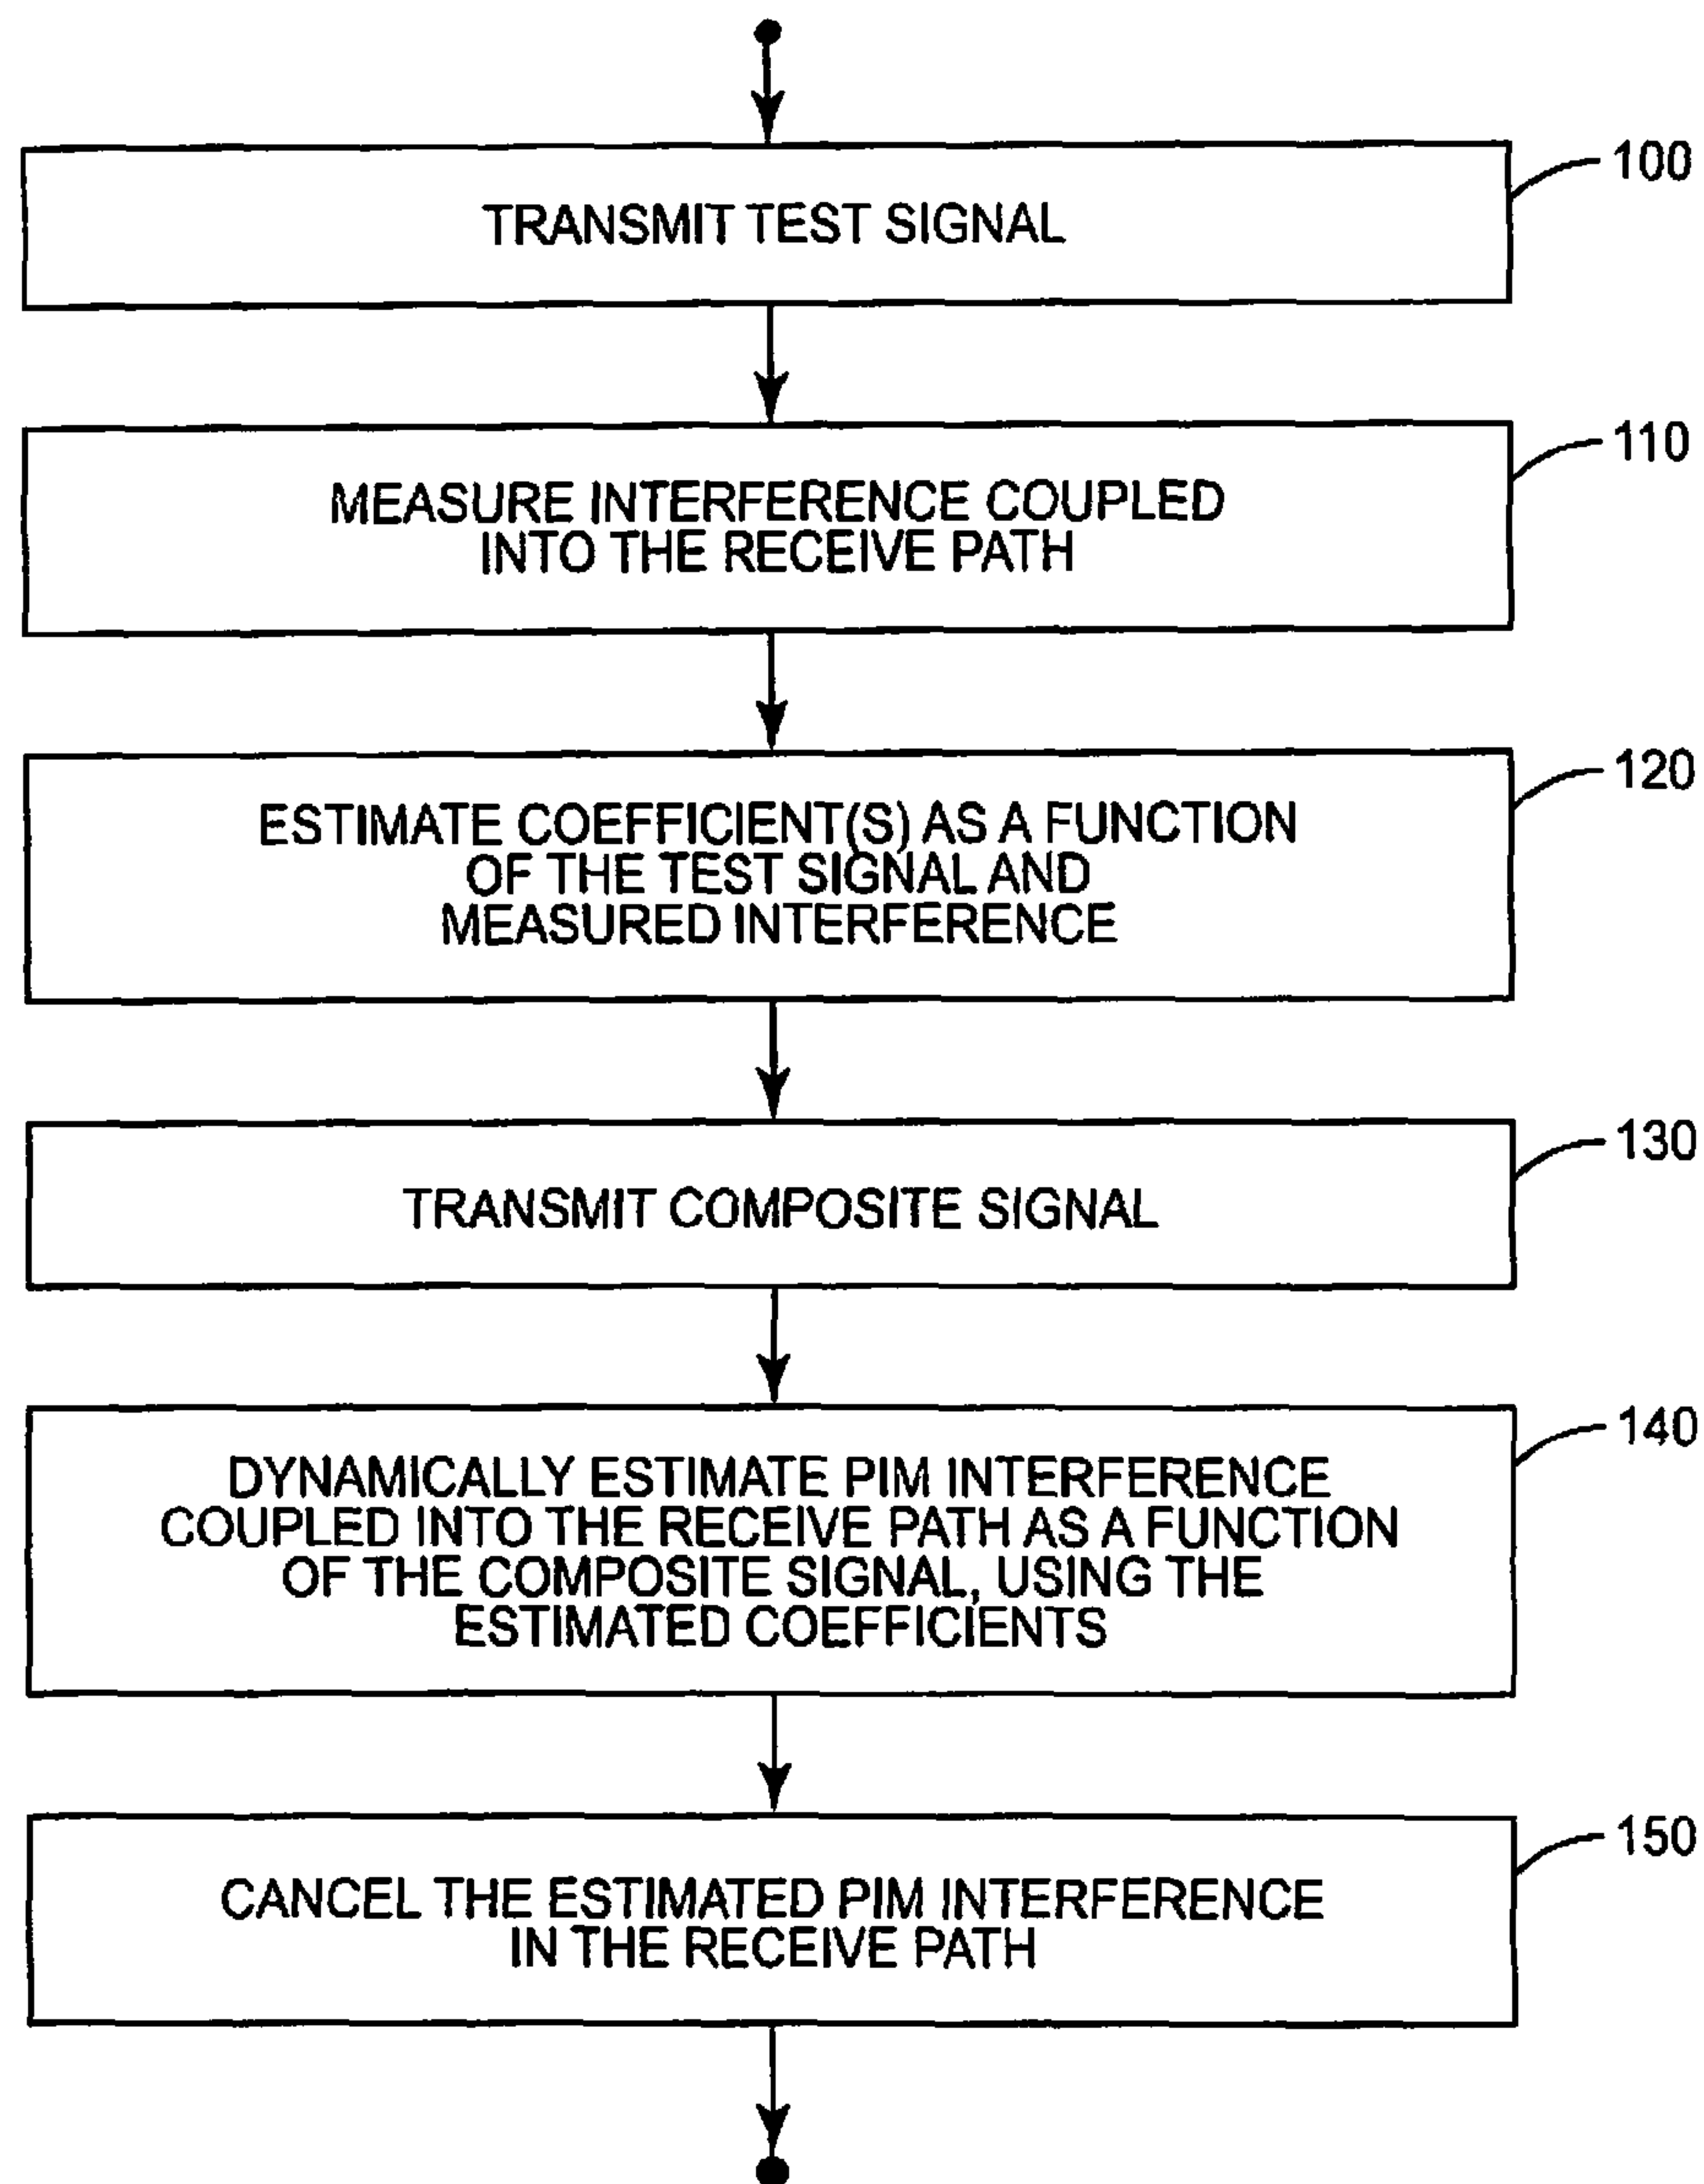 100
TRANSMIT TEST SIGNAL
110
MEASURE INTERFERENCE COUPLED
INTO THE RECEIVE PATH
120
ESTIMATE COEFFICIENT(S) AS A FUNCTION
OF THE TEST SIGNAL AND
MEASURED INTERFERENCE
130
TRANSMIT COMPOSITE SIGNAL
140
DYNAMICALLY ESTIMATE PIM INTERFERENCE
COUPLED INTO THE RECEIVE PATH AS A FUNCTION
OF THE COMPOSITE SIGNAL, USING THE
ESTIMATED COEFFICIENTS
150
CANCEL THE ESTIMATED PIM INTERFERENCE
IN THE RECEIVE PATH